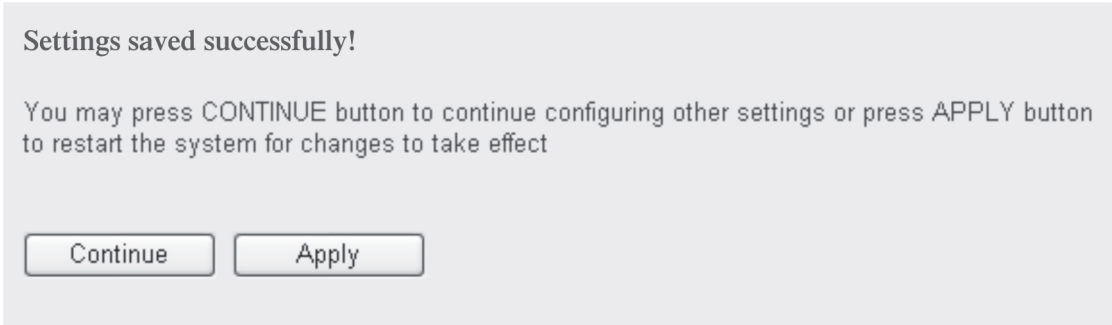 Settings saved successfully!
You may press CONTINUE button to continue configuring other settings or press APPLY button
to restart the system for changes to take effect
Continue
Apply